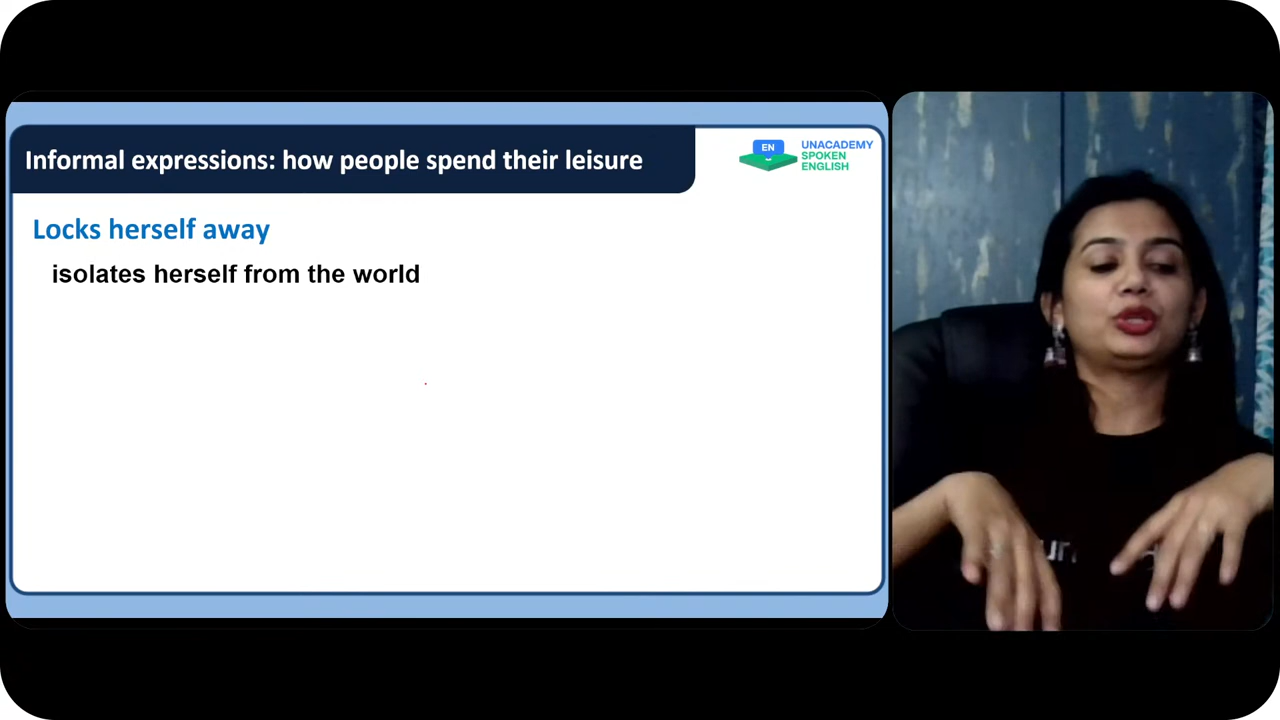 Informal expressions: how people spend their leisure
EN
UNACADEMY
SPOKEN
ENGLISH
Locks herself away
isolates herself from the world